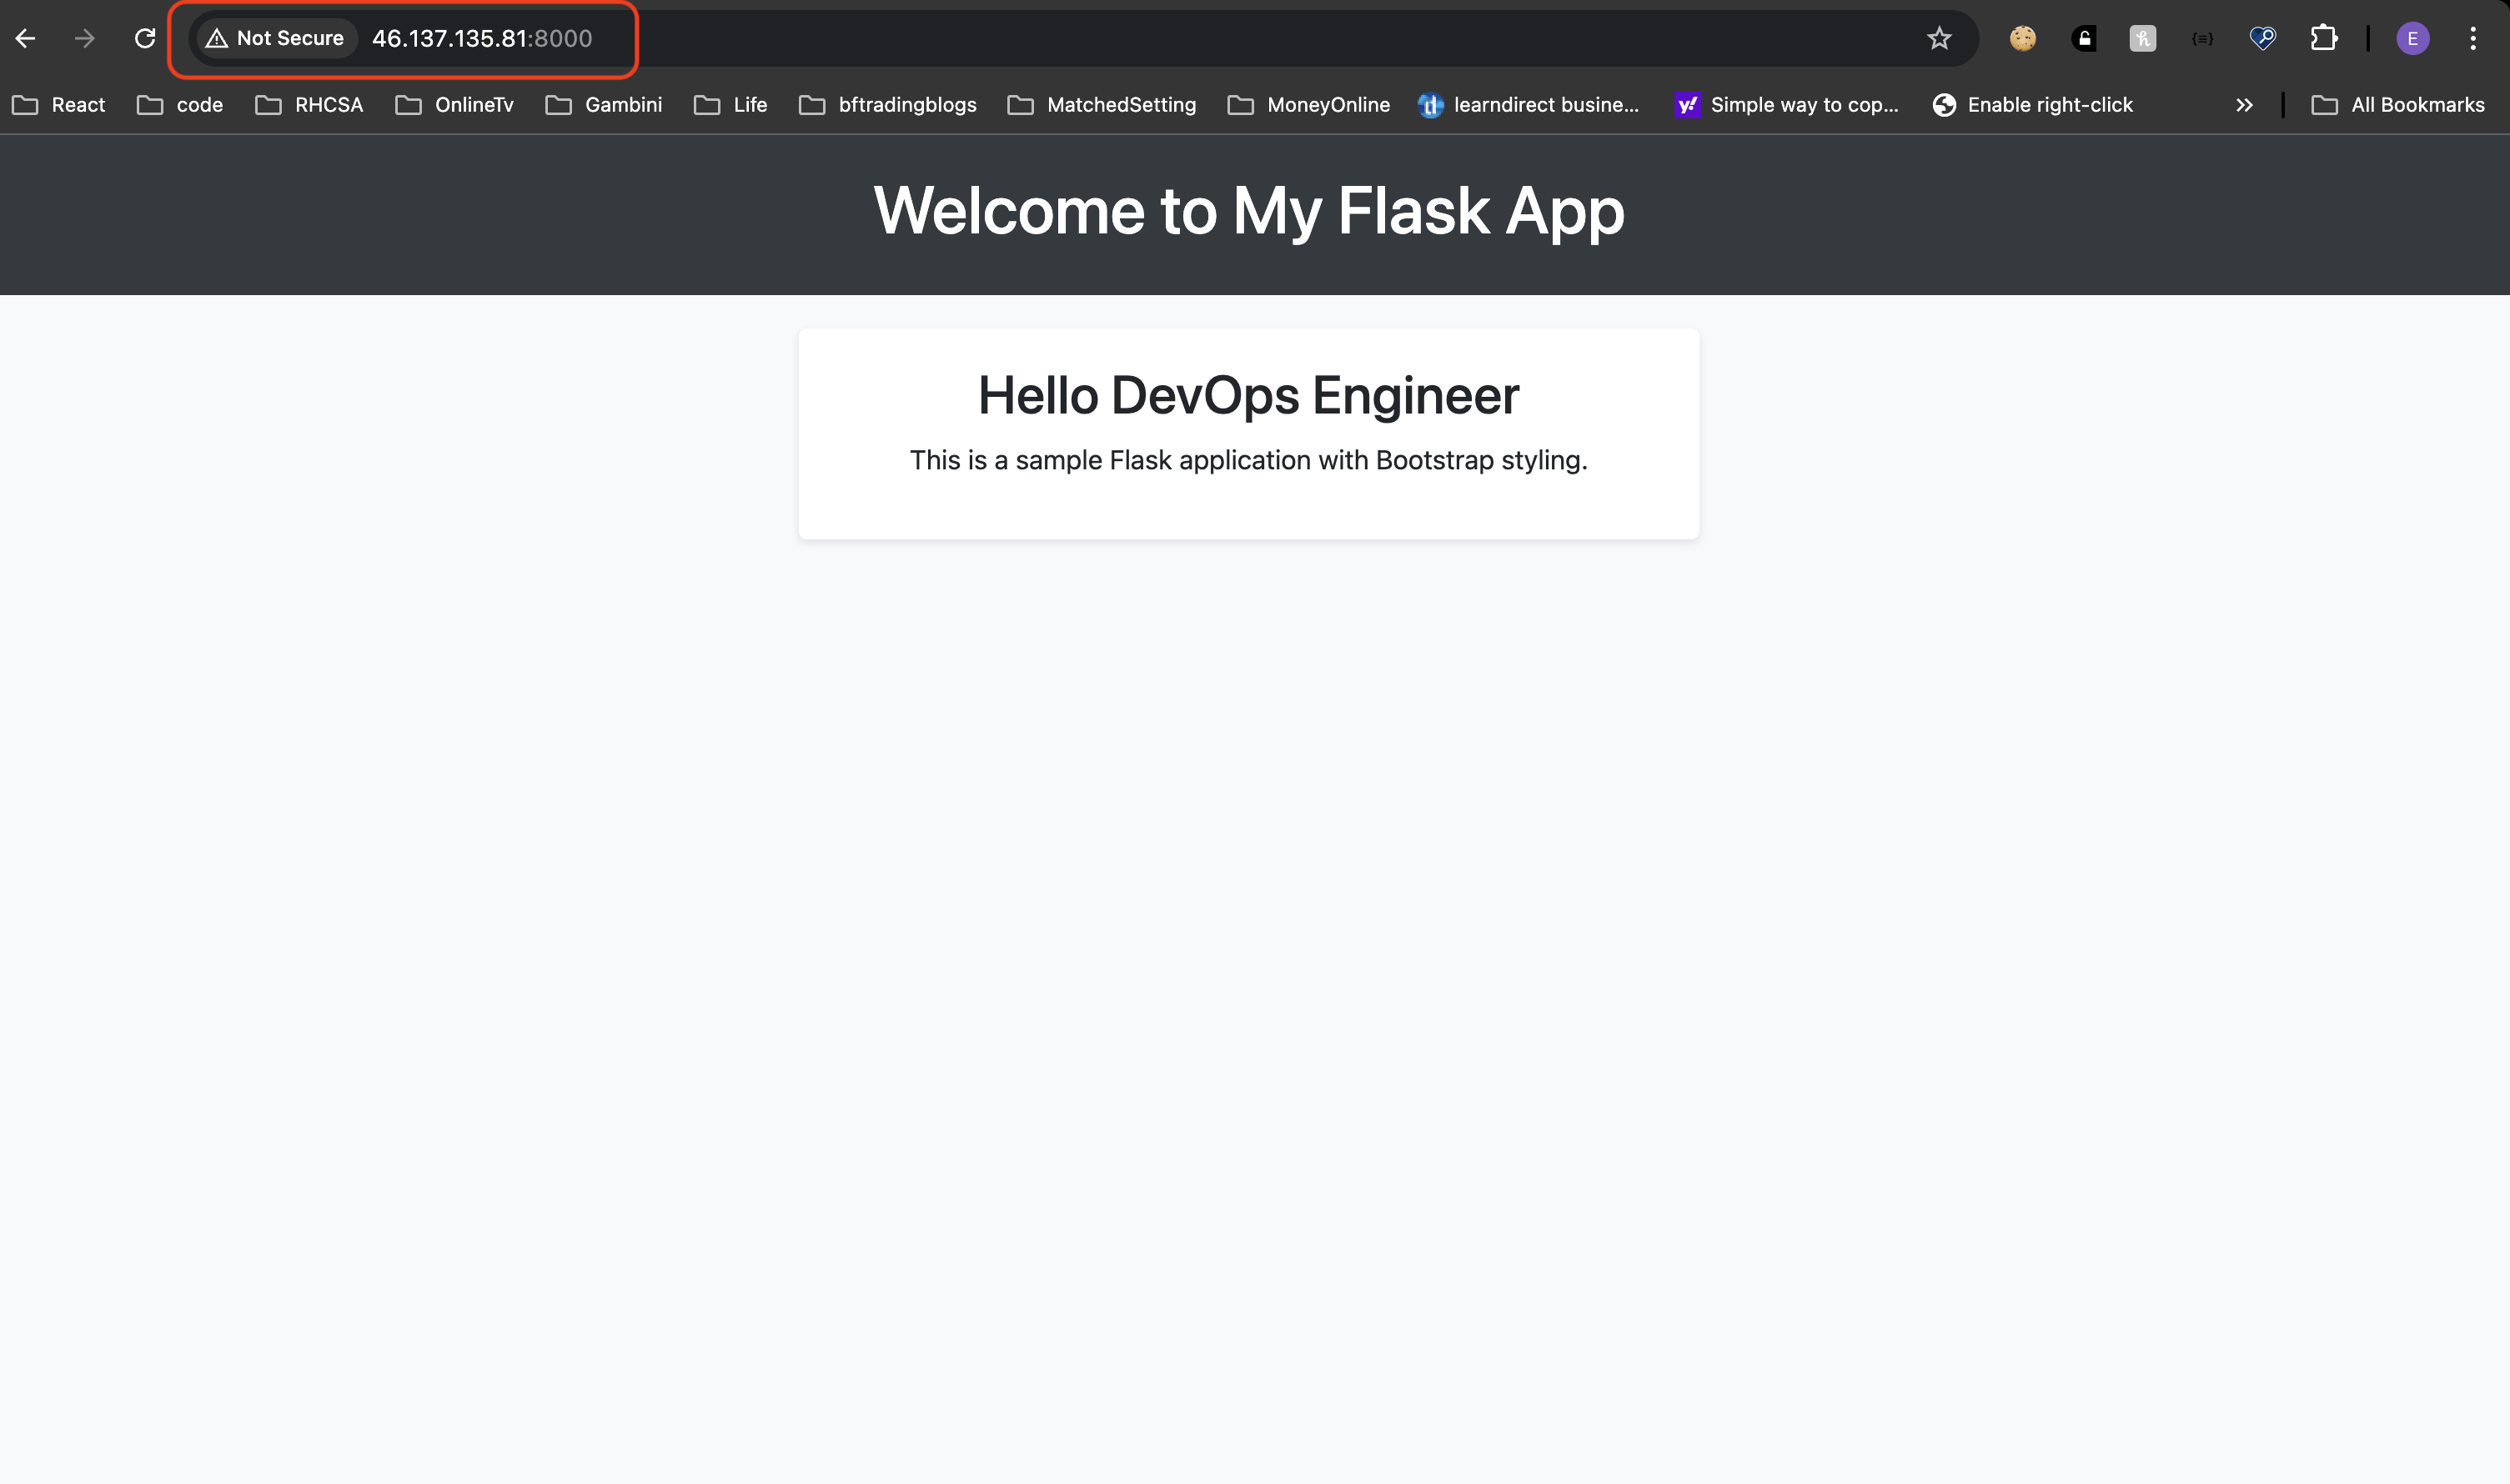 Not Secure 46.137.135.81:8000 E
React code RHCSA OnlineTv Gambini Life bftradingblogs MatchedSetting MoneyOnline learndirect busine... Simple way to cop... Enable right-click All Bookmarks
Welcome to My Flask App
Hello DevOps Engineer
This is a sample Flask application with Bootstrap styling.